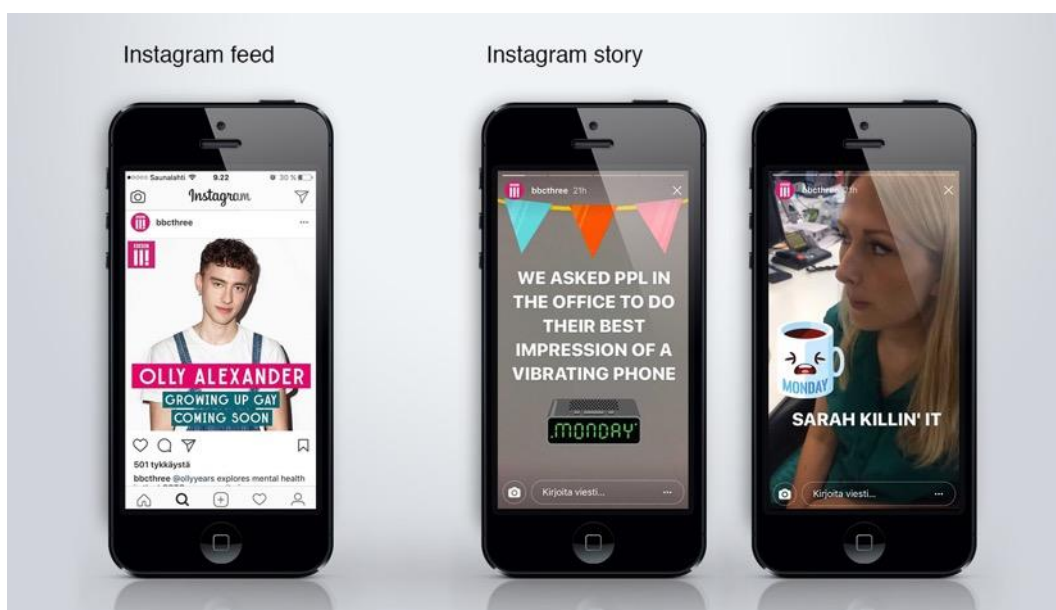 Instagram feed
Instagram story
Saunalahti 9.22 30 %
Instagram
bbcthree
OLLY ALEXANDER
GROWING UP GAY
COMING SOON
501 tykkäystä
bbcthree @ollyyears explores mental health
bbcthree 21h
WE ASKED PPL IN
THE OFFICE TO DO
THEIR BEST
IMPRESSION OF A
VIBRATING PHONE
MONDAY
Kirjoita viesti...
bbcthree 21h
MONDAY
SARAH KILLIN' IT
Kirjoita viesti...